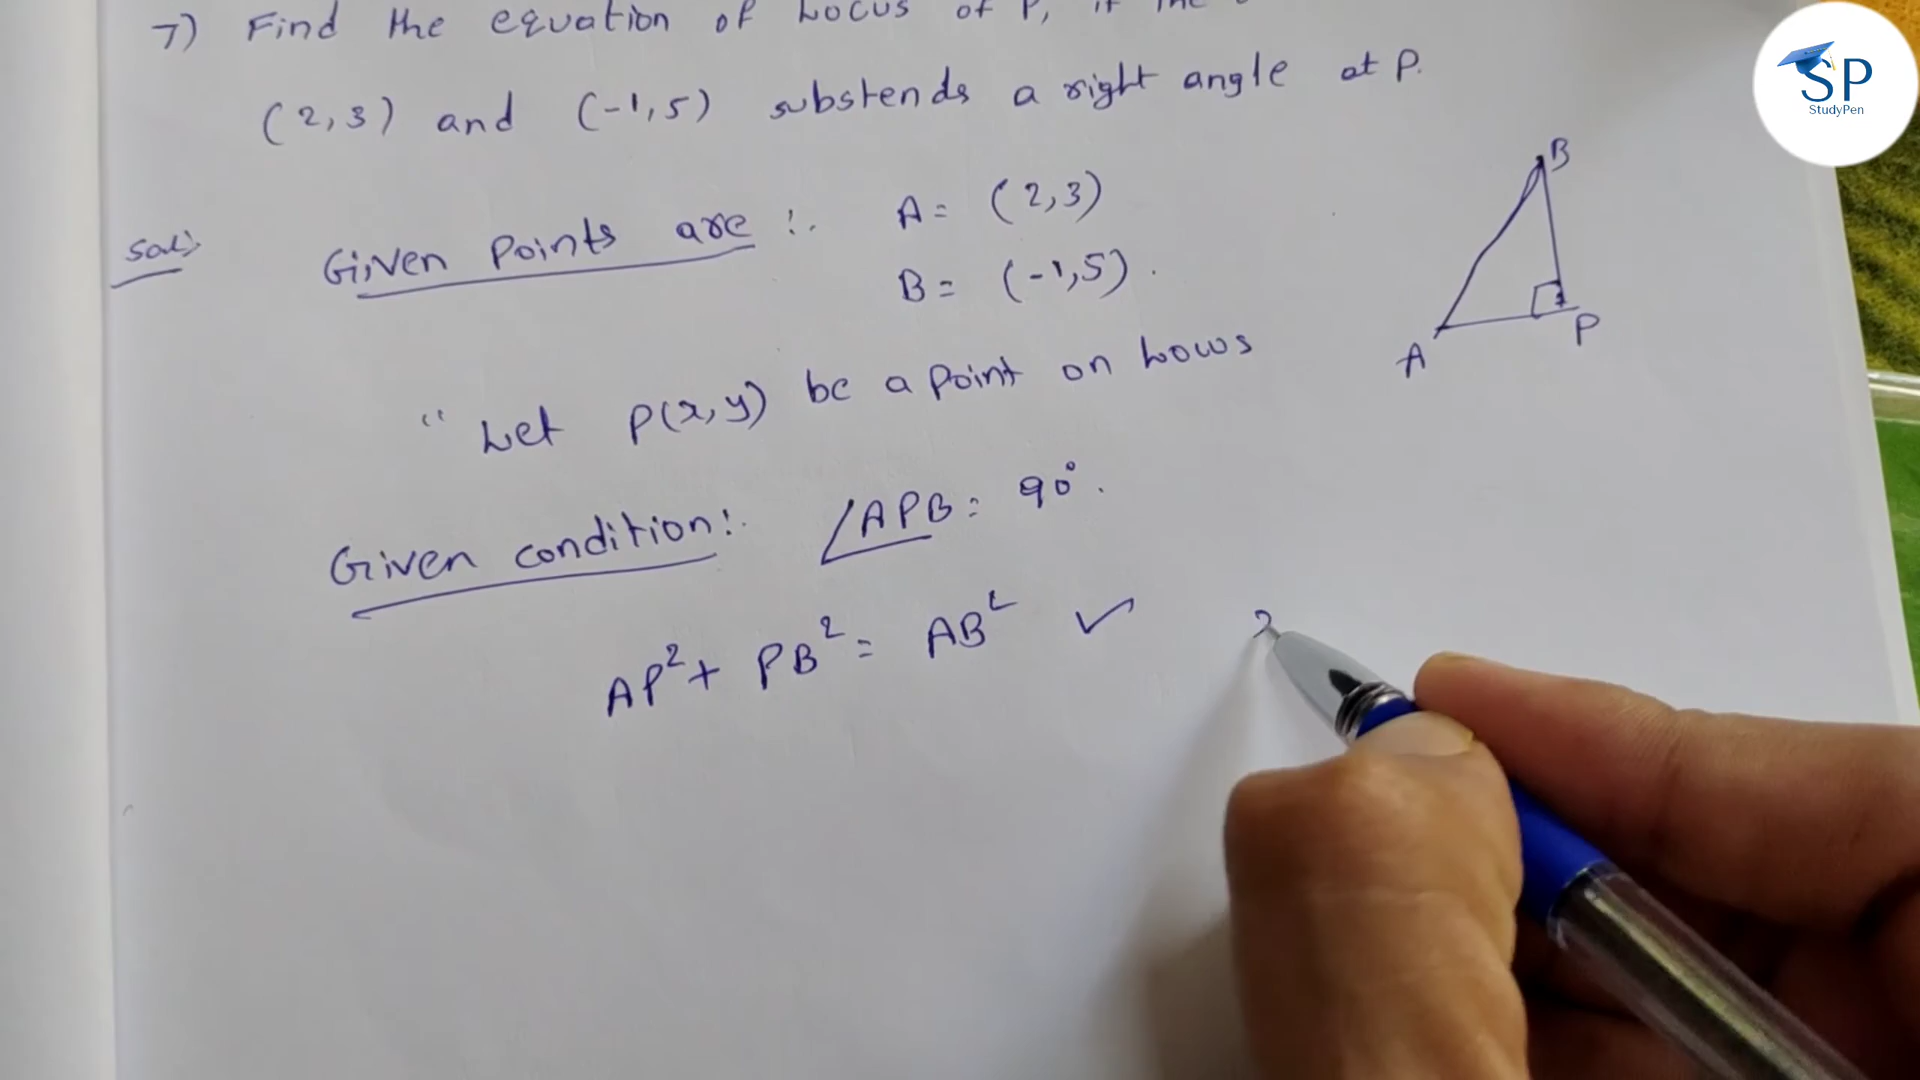 7) Find the equation of Locus of P, if the
(2,3) and (-1,5) substends a right angle at P.
Sol:
Given Points are :. A= (2,3)
B= (-1,5).
B
A
P
" Let P(x,y) be a point on Locus
Given condition:. ∠APB= 90°.
AP²+ PB²= AB² ✓
SP
StudyPen